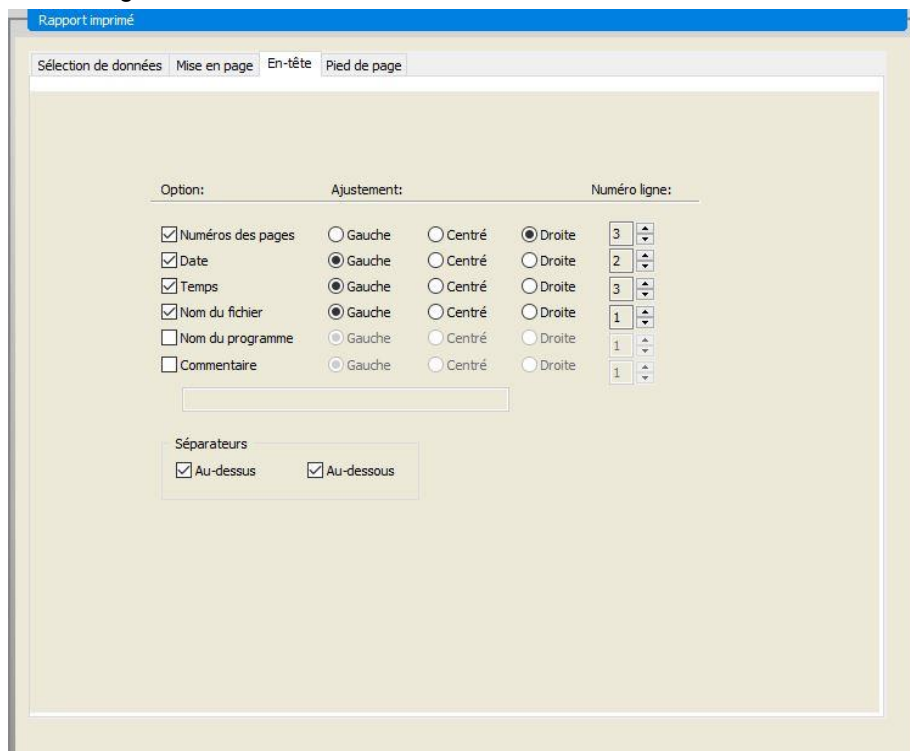 Rapport imprimé
Sélection de données Mise en page En-tête Pied de page
Option: Ajustement: Numéro ligne:
Numéros des pages Gauche Centré Droite 3
Date Gauche Centré Droite 2
Temps Gauche Centré Droite 3
Nom du fichier Gauche Centré Droite 1
Nom du programme Gauche Centré Droite 1
Commentaire Gauche Centré Droite 1
Séparateurs
Au-dessus Au-dessous